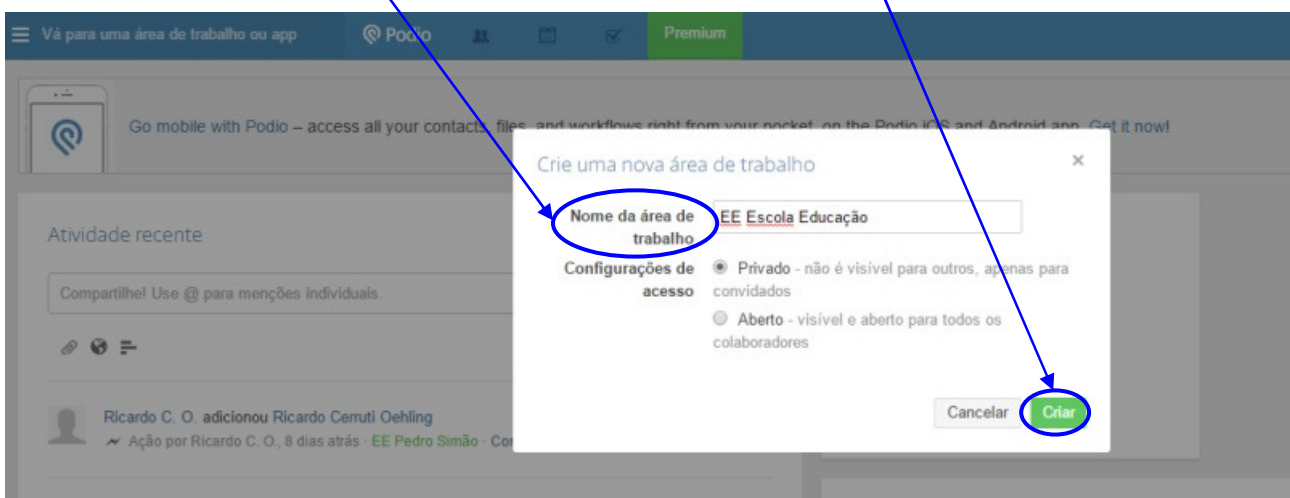 Vá para uma área de trabalho ou app Podio Premium
Go mobile with Podio – access all your contacts, files, and workflows right from your pocket, on the Podio iOS and Android app. Get it now!
Crie uma nova área de trabalho
×
Nome da área de trabalho
EE Escola Educação
Configurações de acesso
Privado - não é visível para outros, apenas para
convidados
Aberto - visível e aberto para todos os
colaboradores
Cancelar
Criar
Atividade recente
Compartilhe! Use @ para menções individuais.
Ricardo C. O. adicionou Ricardo Cerruti Oehling
Ação por Ricardo C. O., 8 dias atrás · EE Pedro Simão ·